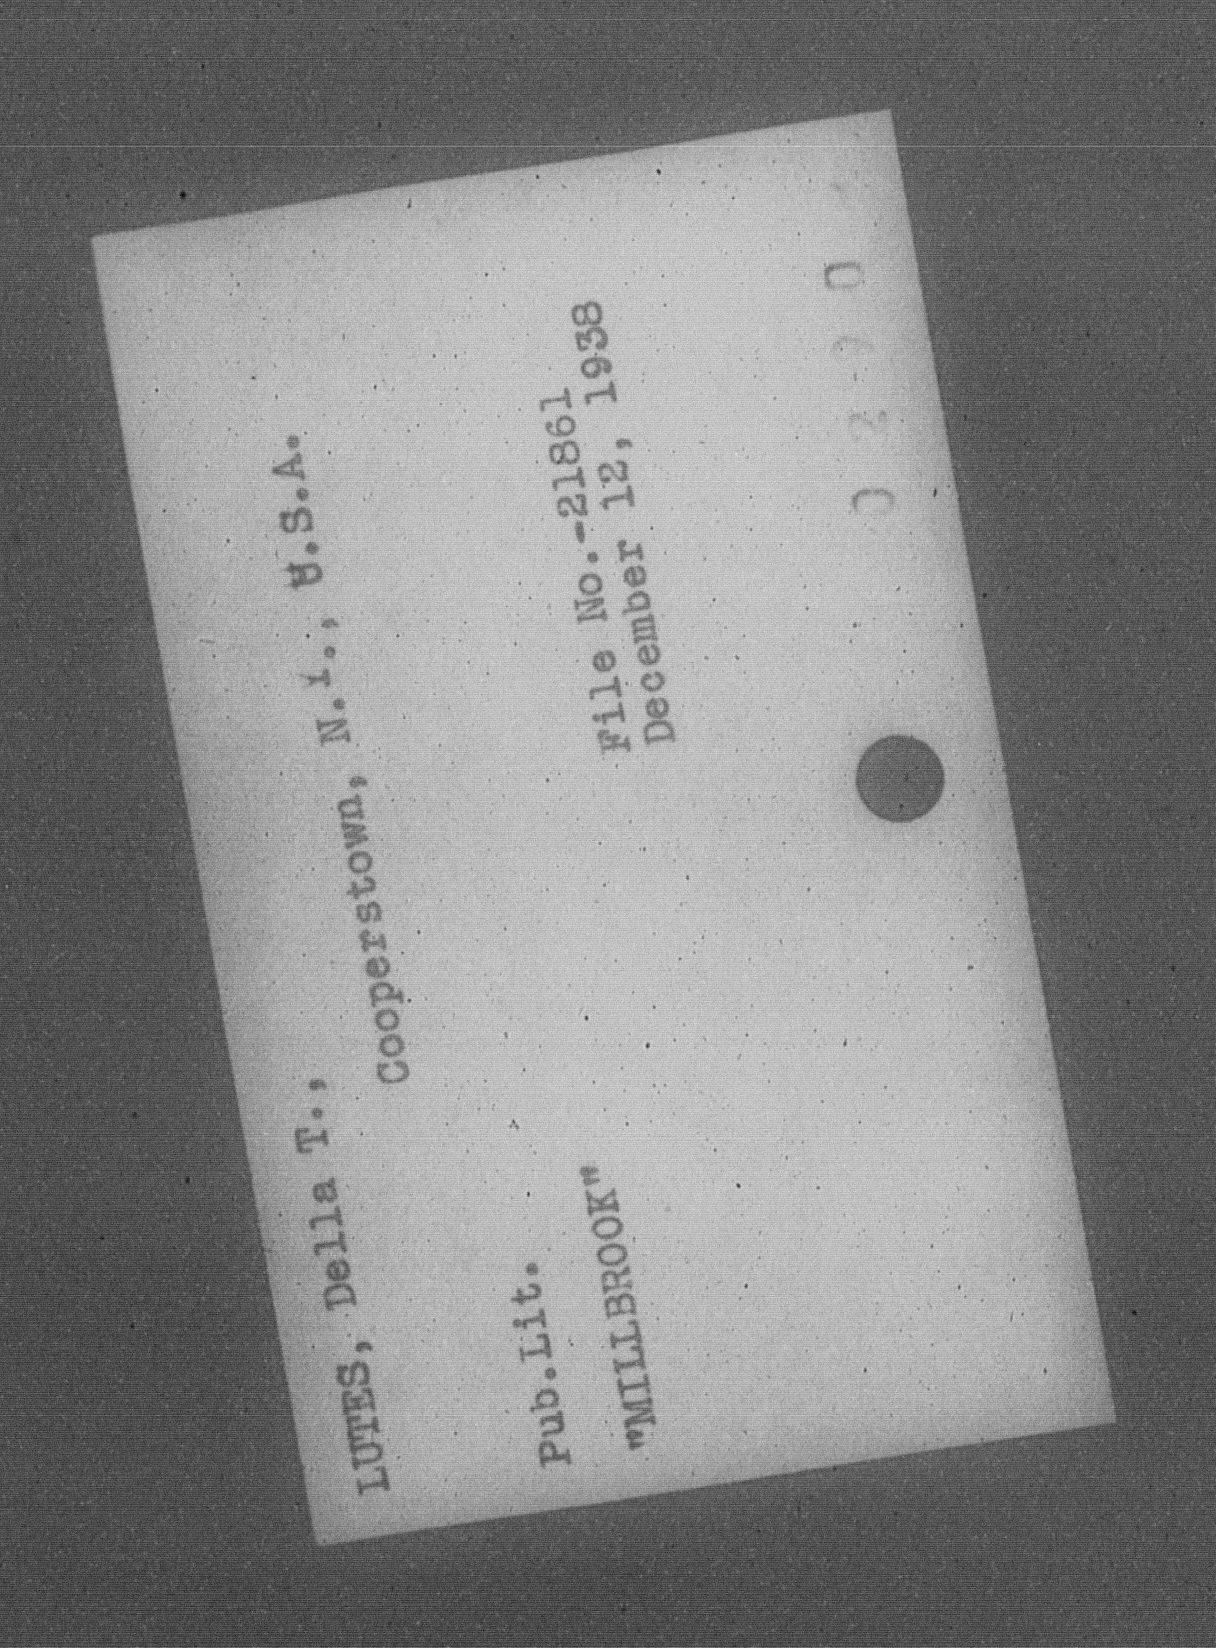 LUTES, Della T.,
Cooperstown, N.Y., U.S.A.
Pub.Lit.
File No.-21861
"MILLBROOK"
December 12, 1938